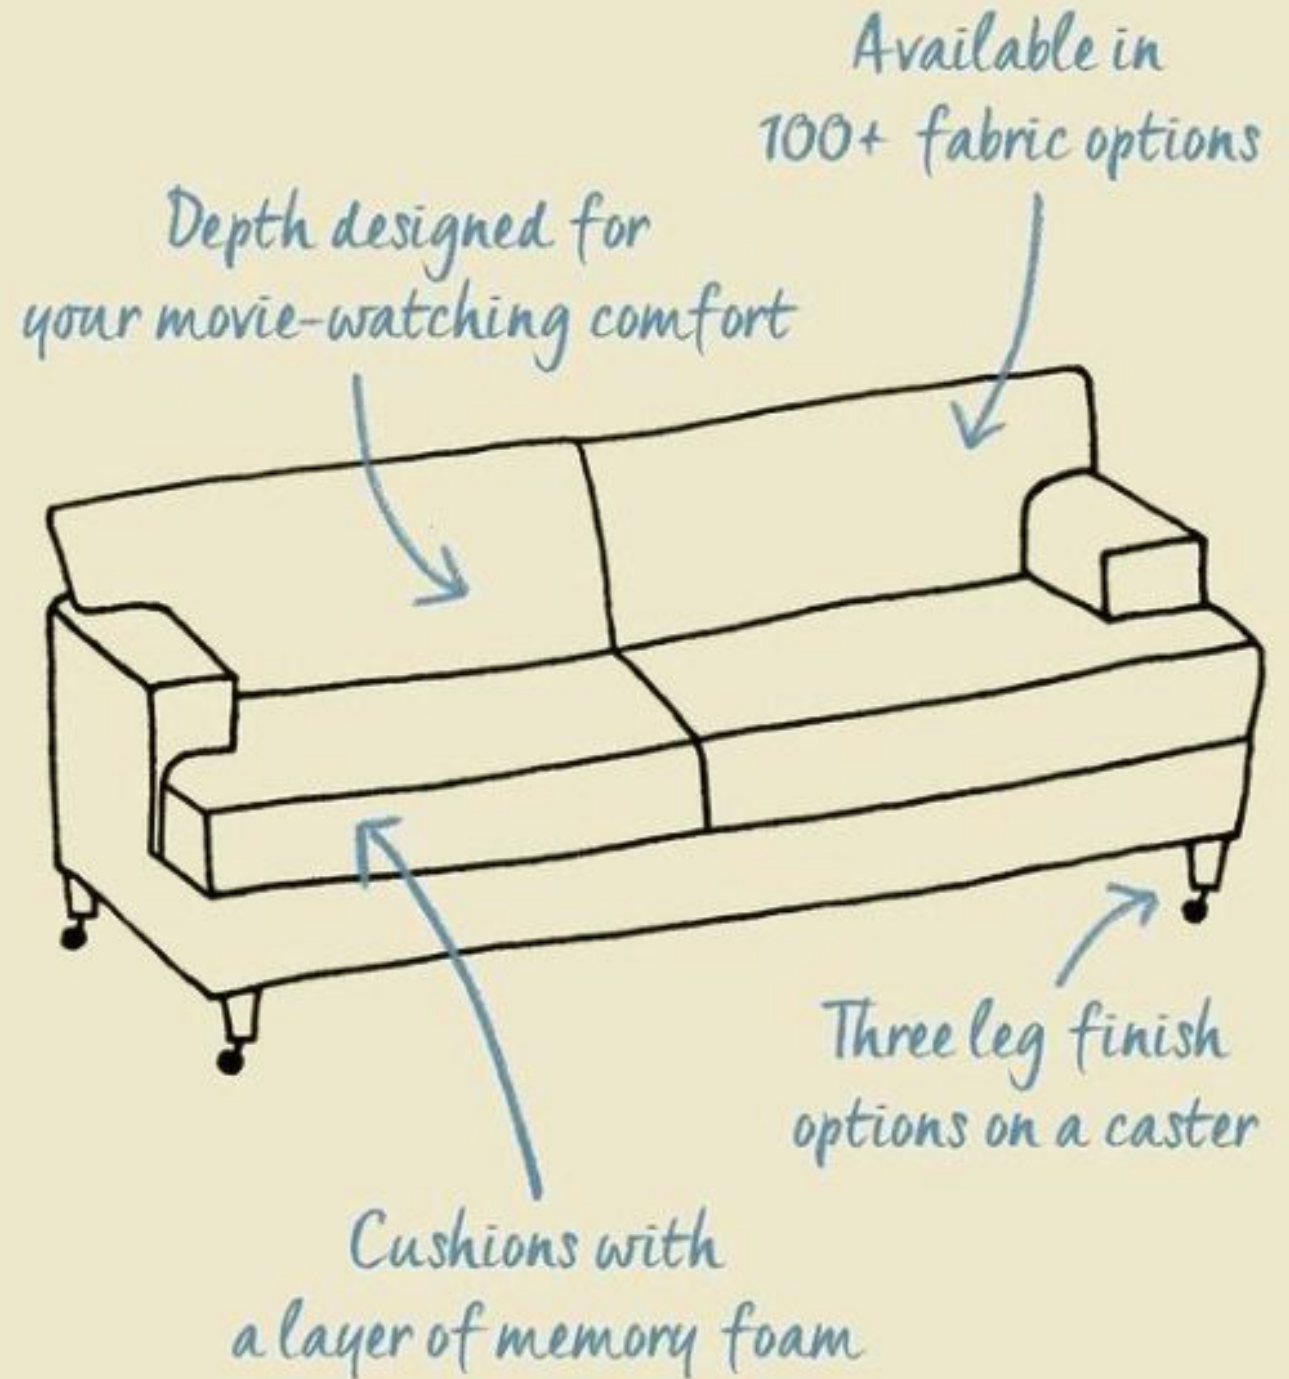 Available in
100+ fabric options
Depth designed for
your movie-watching comfort
Three leg finish
options on a caster
Cushions with
a layer of memory foam